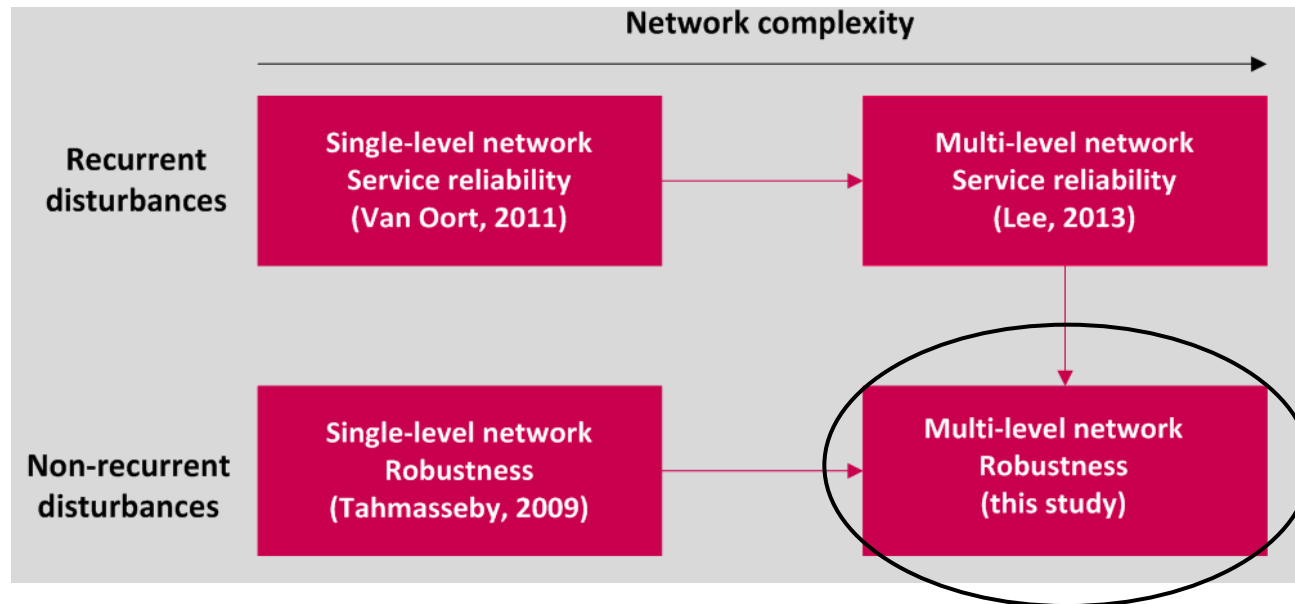 Network complexity
Recurrent
disturbances
Single-level network
Service reliability
(Van Oort, 2011)
Multi-level network
Service reliability
(Lee, 2013)
Non-recurrent
disturbances
Single-level network
Robustness
(Tahmasseby, 2009)
Multi-level network
Robustness
(this study)